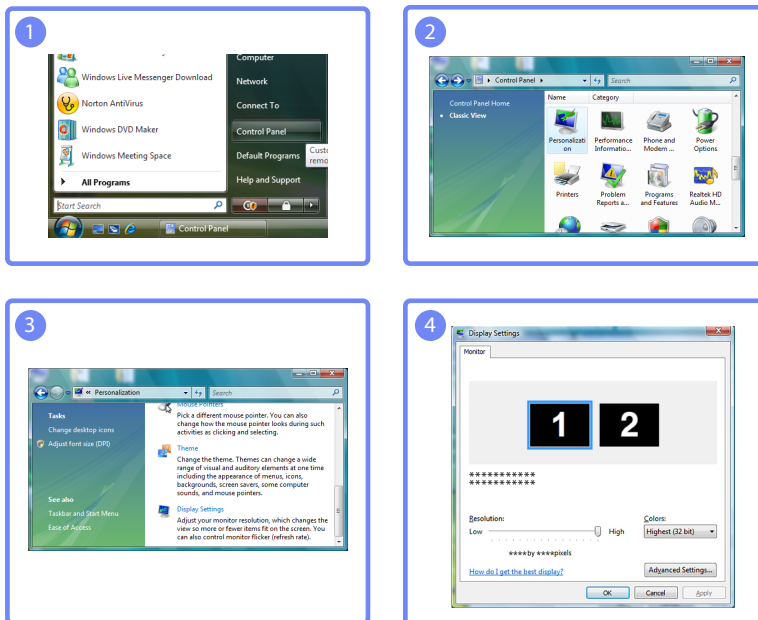 1
Computer
Windows Live Messenger Download
Network
Norton AntiVirus
Connect To
Windows DVD Maker
Control Panel
Windows Meeting Space
Default Programs
Custo
remo
All Programs
Help and Support
Start Search
Control Panel
2
Control Panel
Search
Control Panel Home
Classic View
Name
Category
Personalizati
on
Performance
Informatio...
Phone and
Modem ...
Power
Options
Printers
Problem
Reports a...
Programs
and Features
Realtek HD
Audio M...
3
« Personalization
Search
Tasks
Change desktop icons
Adjust font size (DPI)
See also
Taskbar and Start Menu
Ease of Access
Mouse Pointers
Pick a different mouse pointer. You can also
change how the mouse pointer looks during such
activities as clicking and selecting.
Theme
Change the theme. Themes can change a wide
range of visual and auditory elements at one time
including the appearance of menus, icons,
backgrounds, screen savers, some computer
sounds, and mouse pointers.
Display Settings
Adjust your monitor resolution, which changes the
view so more or fewer items fit on the screen. You
can also control monitor flicker (refresh rate).
4
Display Settings
Monitor
1
2
***********
***********
Resolution:
Low
High
****by ****pixels
Colors:
Highest (32 bit)
How do I get the best display?
Advanced Settings...
OK
Cancel
Apply